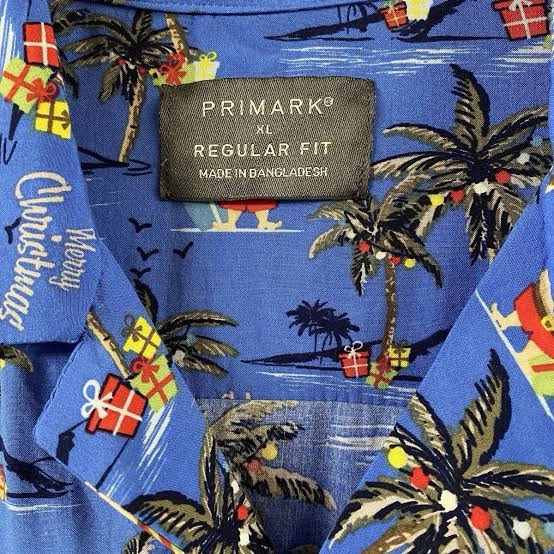 PRIMARK®
XL
REGULAR FIT
MADE IN BANGLADESH
Merry
Christmas